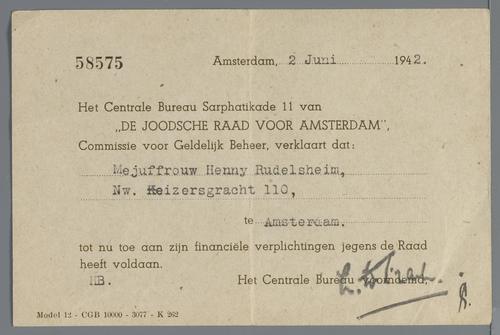 58575
Amsterdam, 2 Juni 1942.
Het Centrale Bureau Sarphatikade 11 van
„DE JOODSCHE RAAD VOOR AMSTERDAM",
Commissie voor Geldelijk Beheer, verklaart dat:
Mejuffrouw Henny Rudelsheim,
Nw. Keizersgracht 110,
te Amsterdam.
tot nu toe aan zijn financiële verplichtingen jegens de Raad
heeft voldaan.
HB. Het Centrale Bureau voornoemd,
Model 12 - CGB 10000 - 3077 - K 262